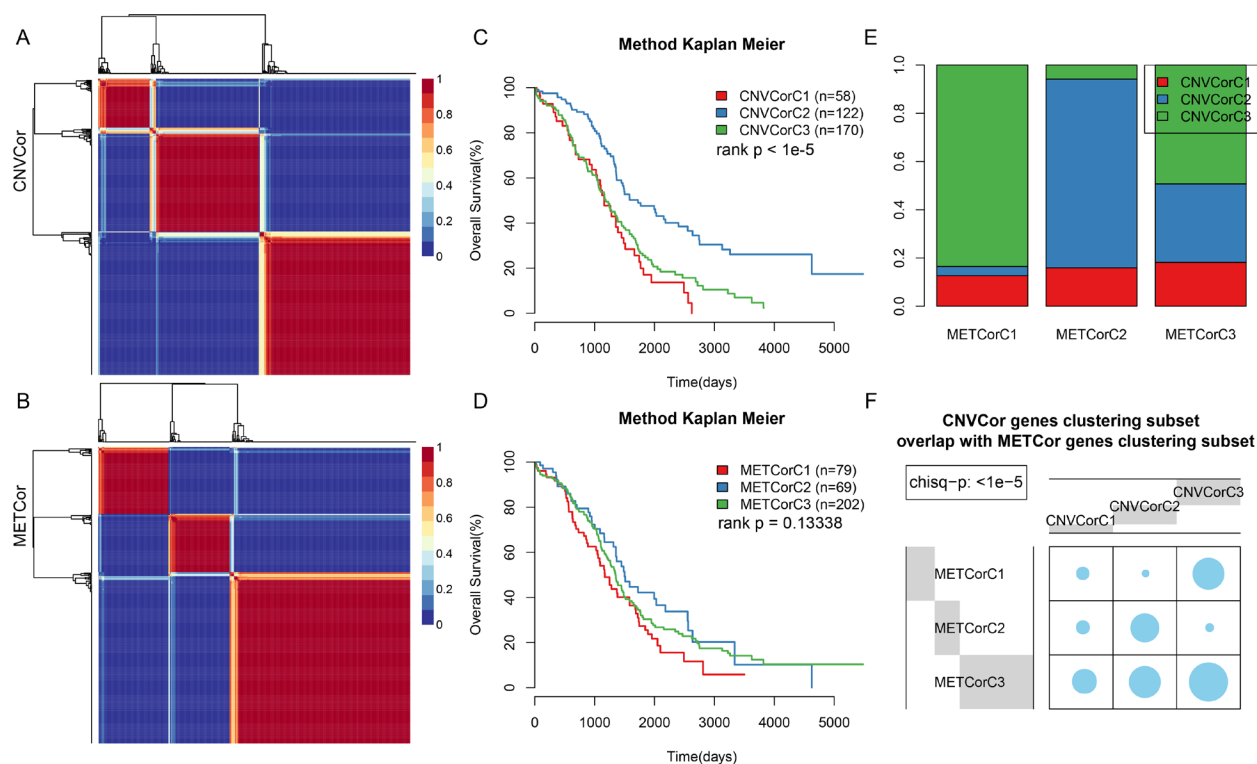 A
CNVCor
1
0.8
0.6
0.4
0.2
0
B
METCor
1
0.8
0.6
0.4
0.2
0
C
Method Kaplan Meier
Overall Survival(%)
100
80
60
40
20
0
CNVCorC1 (n=58)
CNVCorC2 (n=122)
CNVCorC3 (n=170)
rank p < 1e-5
0 1000 2000 3000 4000 5000
Time(days)
D
Method Kaplan Meier
Overall Survival(%)
100
80
60
40
20
0
METCorC1 (n=79)
METCorC2 (n=69)
METCorC3 (n=202)
rank p = 0.13338
0 1000 2000 3000 4000 5000
Time(days)
E
1.0
0.8
0.6
0.4
0.2
0.0
CNVCorC1
CNVCorC2
CNVCorC3
METCorC1 METCorC2 METCorC3
F
CNVCor genes clustering subset
overlap with METCor genes clustering subset
chisq-p: <1e-5
CNVCorC1 CNVCorC2 CNVCorC3
METCorC1
METCorC2
METCorC3